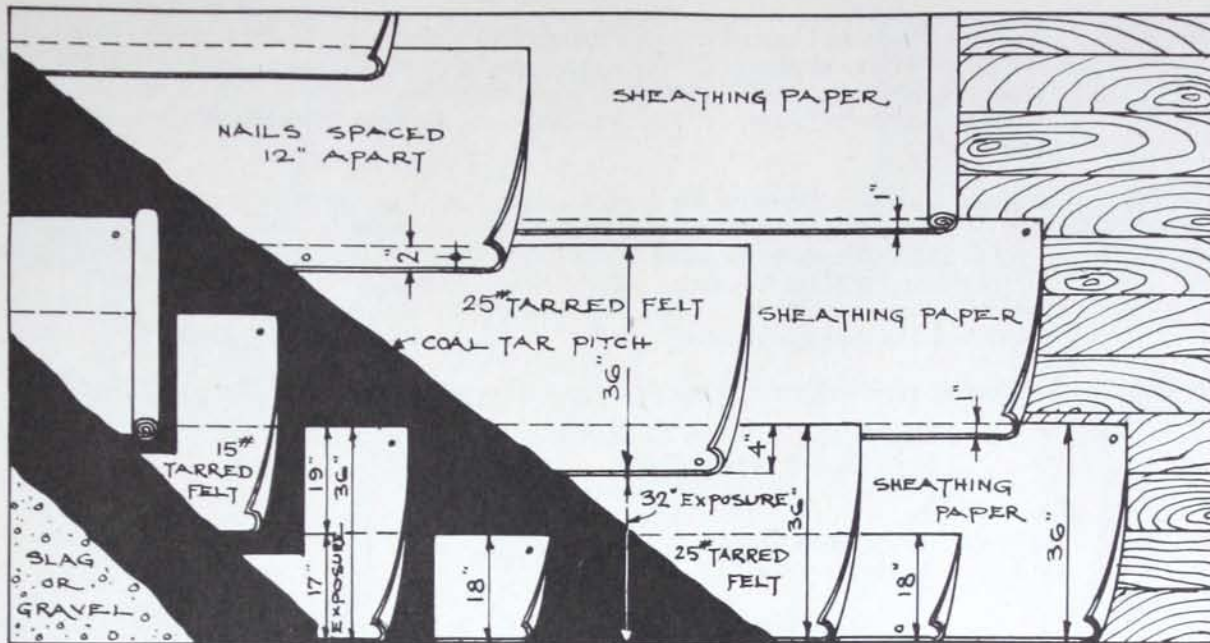 SHEATHING PAPER
NAILS SPACED
12" APART
1"
2"
25# TARRED FELT
SHEATHING PAPER
COAL TAR PITCH
36"
1"
15#
TARRED
FELT
19"
36"
4"
36"
32" EXPOSURE
SHEATHING
PAPER
36"
25# TARRED
FELT
17"
EXPOSURE
18"
18"
SLAG
OR
GRAVEL